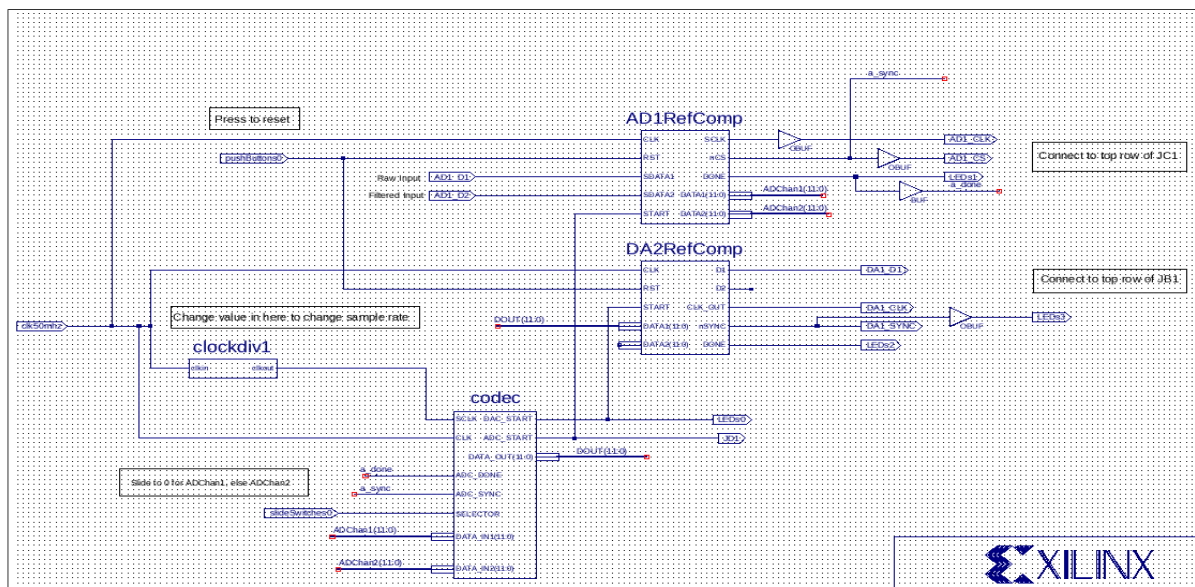 a_sync
Press to reset
AD1RefComp
CLK
SCLK
OBUF
AD1_CLK
pushButtons0
RST
nCS
OBUF
AD1_CS
Connect to top row of JC1
Raw Input
AD1_D1
SDATA1
DONE
LEDs1
Filtered Input
AD1_D2
SDATA2
DATA1(11:0)
ADChan1(11:0)
BUF
a_done
START
DATA2(11:0)
ADChan2(11:0)
DA2RefComp
CLK
D1
DA1_D1
Connect to top row of JB1
RST
D2
START
CLK_OUT
DA1_CLK
clk50mhz
Change value in here to change sample rate
DOUT(11:0)
DATA1(11:0)
nSYNC
DA1_SYNC
OBUF
LEDs3
DATA2(11:0)
DONE
LEDs2
clockdiv1
clkin
clkout
codec
SCLK
DAC_START
LEDs0
CLK
ADC_START
JD1
DATA_OUT(11:0)
DOUT(11:0)
a_done
ADC_DONE
Slide to 0 for ADChan1, else ADChan2
a_sync
ADC_SYNC
slideSwitches0
SELECTOR
ADChan1(11:0)
DATA_IN1(11:0)
ADChan2(11:0)
DATA_IN2(11:0)
XILINX